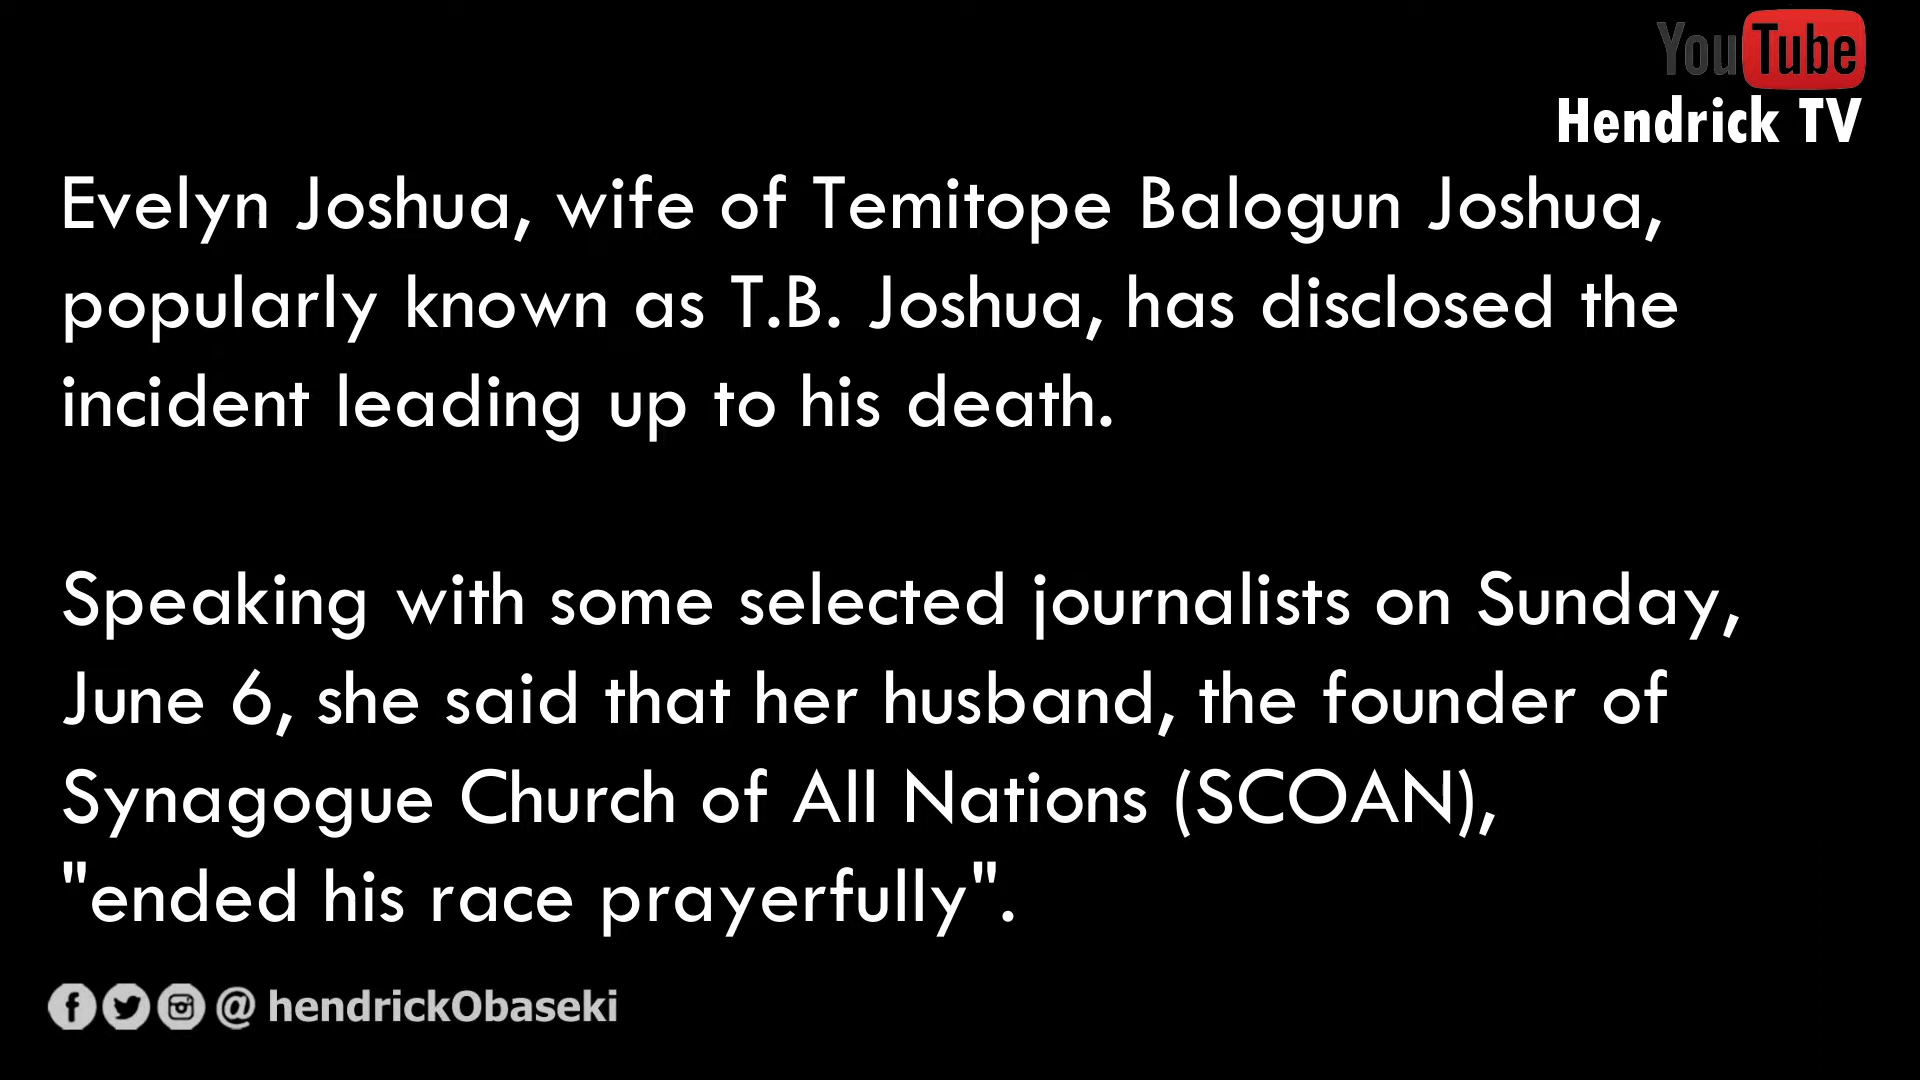 YouTube
Hendrick TV
Evelyn Joshua, wife of Temitope Balogun Joshua,
popularly known as T.B. Joshua, has disclosed the
incident leading up to his death.
Speaking with some selected journalists on Sunday,
June 6, she said that her husband, the founder of
Synagogue Church of All Nations (SCOAN),
"ended his race prayerfully".
@ hendrickObaseki